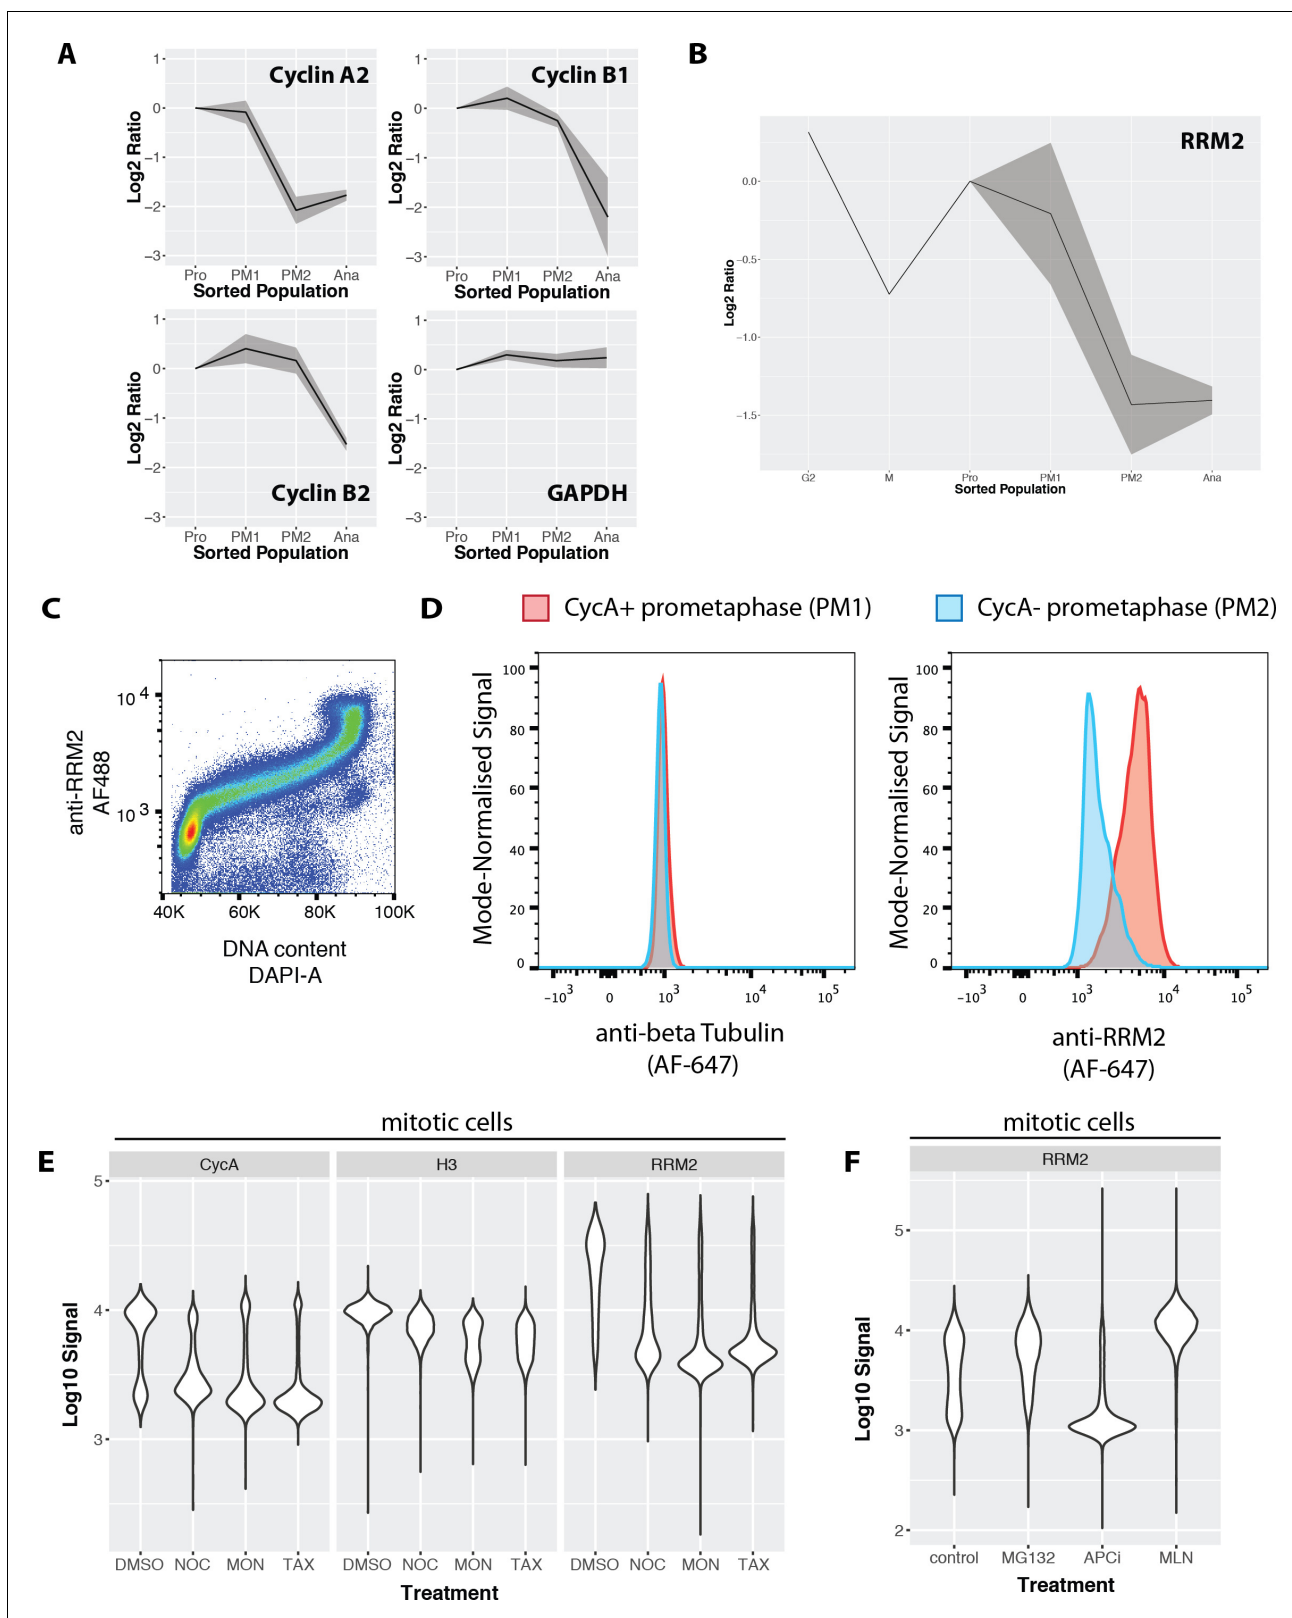 A
Cyclin A2
1
0
−1
−2
−3
Log2 Ratio
Pro PM1 PM2 Ana
Sorted Population
Cyclin B1
1
0
−1
−2
−3
Log2 Ratio
Pro PM1 PM2 Ana
Sorted Population
Cyclin B2
1
0
−1
−2
−3
Log2 Ratio
Pro PM1 PM2 Ana
Sorted Population
GAPDH
1
0
−1
−2
−3
Log2 Ratio
Pro PM1 PM2 Ana
Sorted Population
B
RRM2
0.0
−0.5
−1.0
−1.5
Log2 Ratio
G2 M Pro PM1 PM2 Ana
Sorted Population
C
anti-RRM2
AF488
10^4
10^3
40K 60K 80K 100K
DNA content
DAPI-A
D
CycA+ prometaphase (PM1)
CycA- prometaphase (PM2)
Mode-Normalised Signal
100
80
60
40
20
0
−10^3 0 10^3 10^4 10^5
anti-beta Tubulin
(AF-647)
Mode-Normalised Signal
100
80
60
40
20
0
−10^3 0 10^3 10^4 10^5
anti-RRM2
(AF-647)
E
mitotic cells
CycA H3 RRM2
5
4
3
Log10 Signal
DMSO NOC MON TAX DMSO NOC MON TAX DMSO NOC MON TAX
Treatment
F
mitotic cells
RRM2
5
4
3
2
Log10 Signal
control MG132 APCi MLN
Treatment